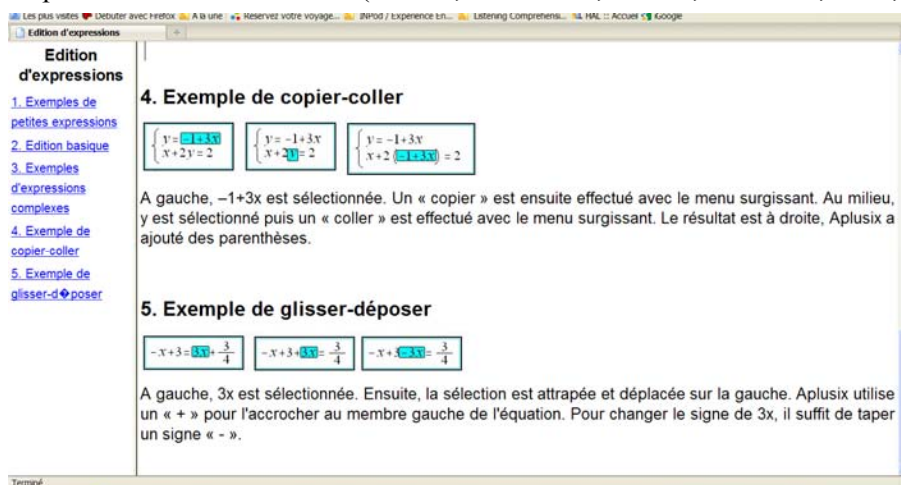 Les plus visites Débuter avec Firefox A la une Réservez votre voyage... INPod / Experience En... Listening Comprehensi... HAL :: Accueil iGoogle
Edition d'expressions
Edition
d'expressions
1. Exemples de
petites expressions
2. Edition basique
3. Exemples
d'expressions
complexes
4. Exemple de
copier-coller
5. Exemple de
glisser-d�poser
4. Exemple de copier-coller
y=-1+3x
x+2y=2
y=-1+3x
x+2y=2
y=-1+3x
x+2(-1+3x)=2
A gauche, –1+3x est sélectionnée. Un « copier » est ensuite effectué avec le menu surgissant. Au milieu,
y est sélectionné puis un « coller » est effectué avec le menu surgissant. Le résultat est à droite, Aplusix a
ajouté des parenthèses.
5. Exemple de glisser-déposer
-x+3=3x+3/4
-x+3+3x=3/4
-x+3-3x=3/4
A gauche, 3x est sélectionnée. Ensuite, la sélection est attrapée et déplacée sur la gauche. Aplusix utilise
un « + » pour l'accrocher au membre gauche de l'équation. Pour changer le signe de 3x, il suffit de taper
un signe « - ».
Terminé